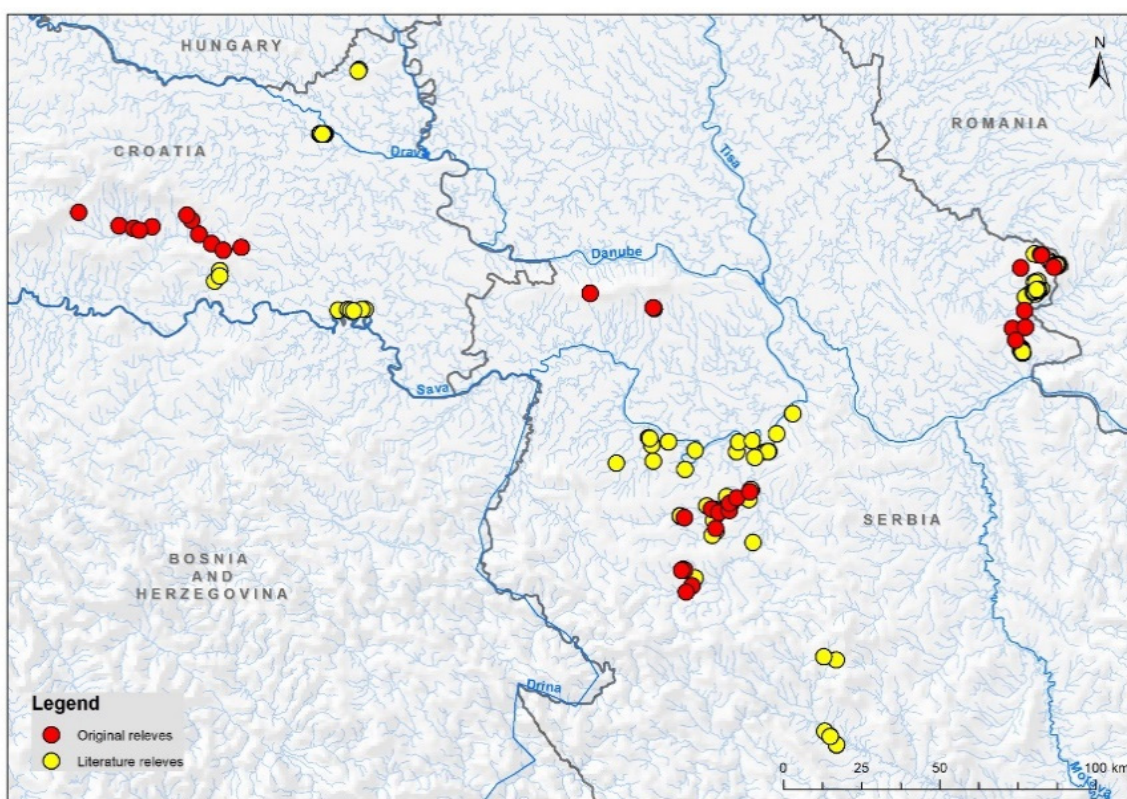 HUNGARY
N
ROMANIA
CROATIA
Drava
Tisa
Danube
Sava
SERBIA
BOSNIA
AND
HERZEGOVINA
Drina
Legend
Original releves
Literature releves
0 25 50 100 km